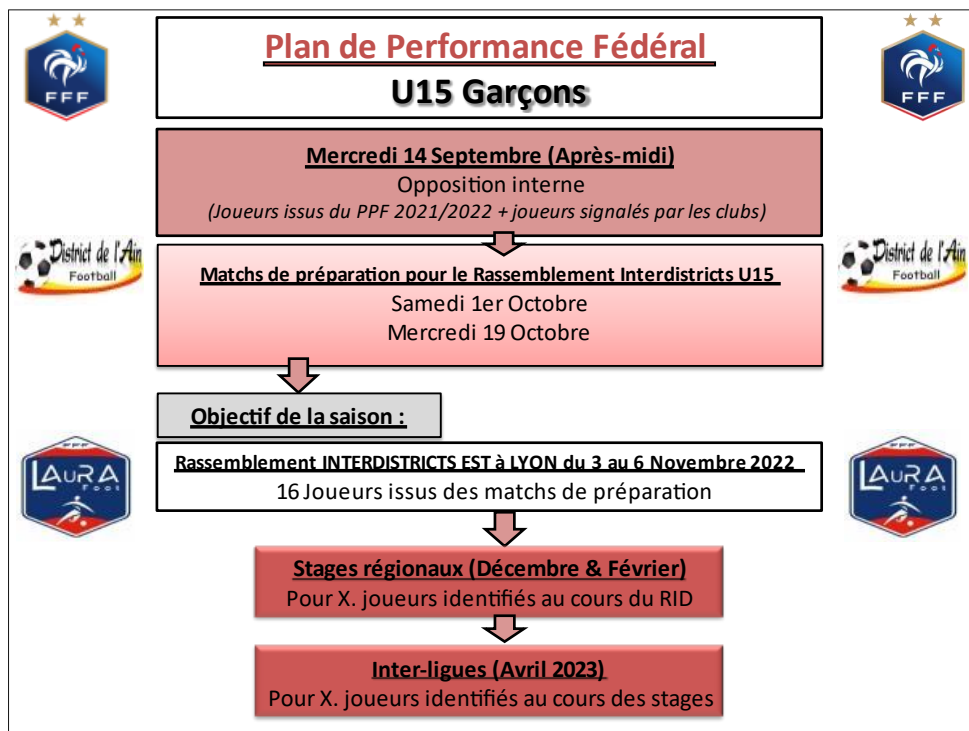 Plan de Performance Fédéral
U15 Garçons
FFF
FFF
Mercredi 14 Septembre (Après-midi)
Opposition interne
(Joueurs issus du PPF 2021/2022 + joueurs signalés par les clubs)
District de l'Ain
Football
District de l'Ain
Football
Matchs de préparation pour le Rassemblement Interdistricts U15
Samedi 1er Octobre
Mercredi 19 Octobre
Objectif de la saison :
FFF
LAuRA
Foot
FFF
LAuRA
Foot
Rassemblement INTERDISTRICTS EST à LYON du 3 au 6 Novembre 2022
16 Joueurs issus des matchs de préparation
Stages régionaux (Décembre & Février)
Pour X. joueurs identifiés au cours du RID
Inter-ligues (Avril 2023)
Pour X. joueurs identifiés au cours des stages